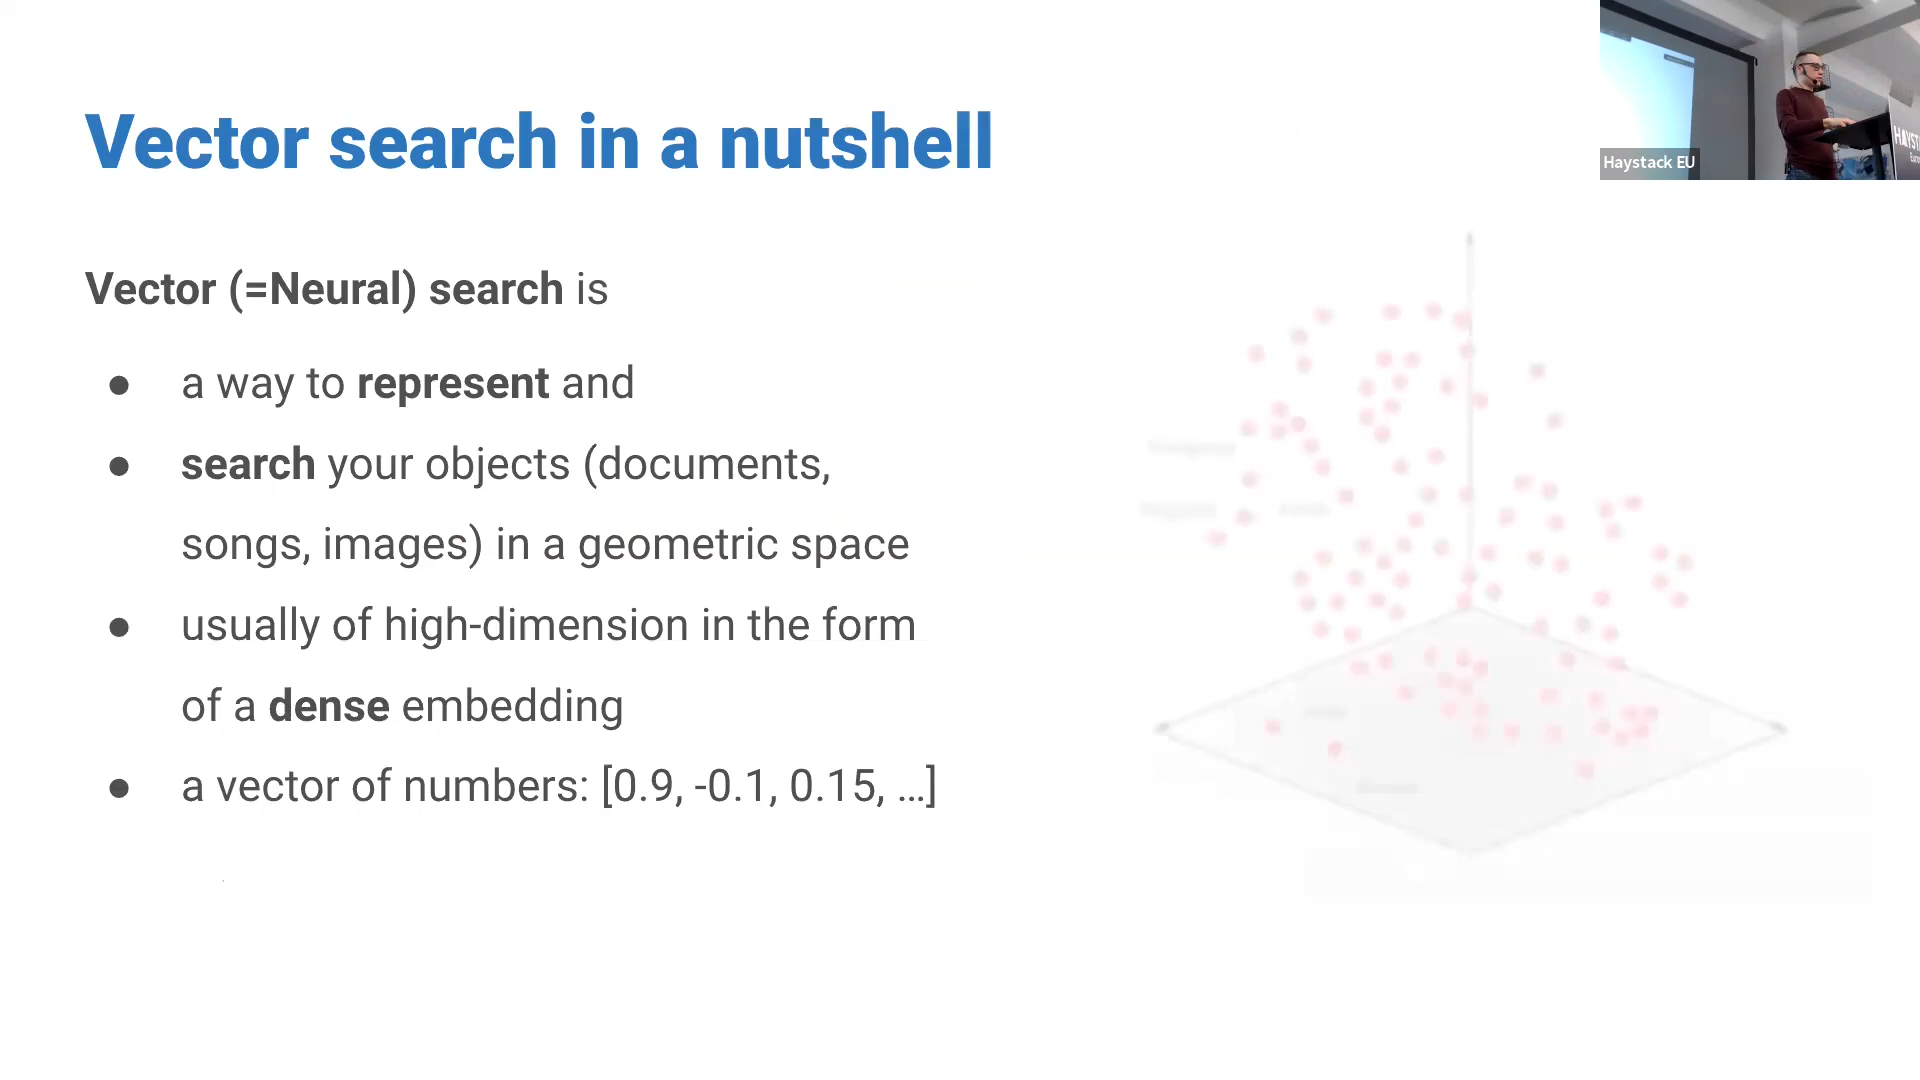 Vector search in a nutshell
Haystack EU
Vector (=Neural) search is
● a way to represent and
● search your objects (documents,
songs, images) in a geometric space
● usually of high-dimension in the form
of a dense embedding
● a vector of numbers: [0.9, -0.1, 0.15, …]